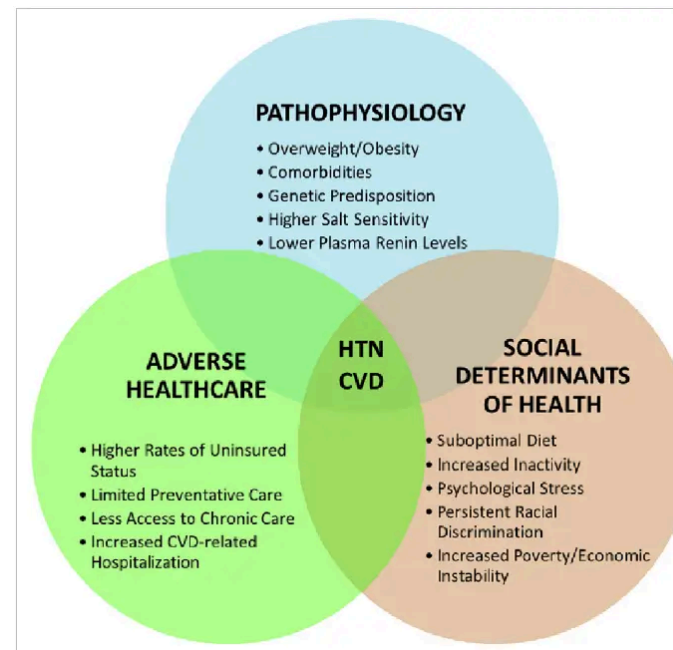 PATHOPHYSIOLOGY
• Overweight/Obesity
• Comorbidities
• Genetic Predisposition
• Higher Salt Sensitivity
• Lower Plasma Renin Levels
ADVERSE
HEALTHCARE
• Higher Rates of Uninsured
Status
• Limited Preventative Care
• Less Access to Chronic Care
• Increased CVD-related
Hospitalization
HTN
CVD
SOCIAL
DETERMINANTS
OF HEALTH
• Suboptimal Diet
• Increased Inactivity
• Psychological Stress
• Persistent Racial
Discrimination
• Increased Poverty/Economic
Instability